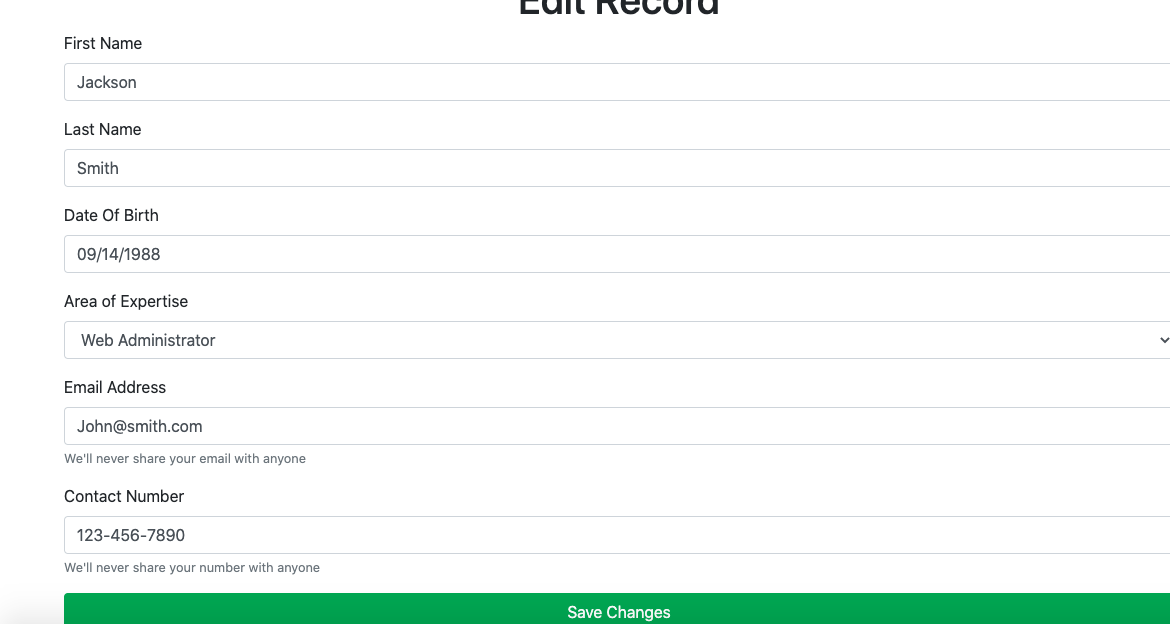 Edit Record
First Name
Jackson
Last Name
Smith
Date Of Birth
09/14/1988
Area of Expertise
Web Administrator
Email Address
John@smith.com
We'll never share your email with anyone
Contact Number
123-456-7890
We'll never share your number with anyone
Save Changes